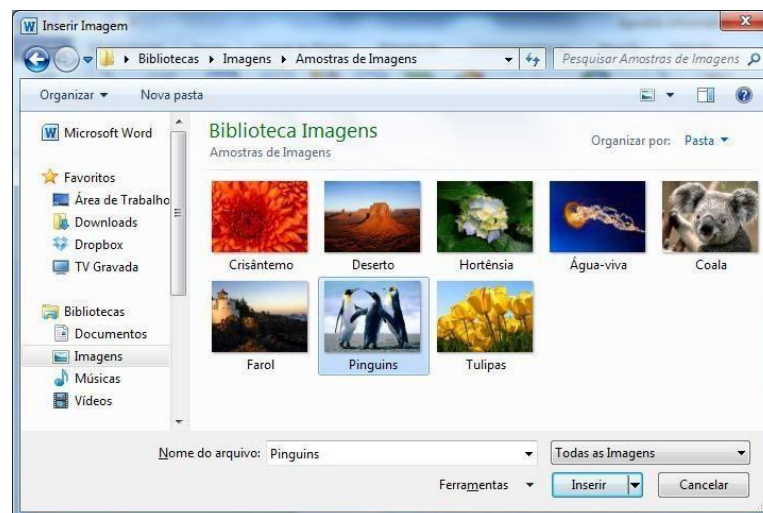 Inserir Imagem
Bibliotecas Imagens Amostras de Imagens
Pesquisar Amostras de Imagens
Organizar Nova pasta
Microsoft Word
Favoritos
Área de Trabalho
Downloads
Dropbox
TV Gravada
Bibliotecas
Documentos
Imagens
Músicas
Vídeos
Biblioteca Imagens
Amostras de Imagens
Organizar por: Pasta
Crisântemo Deserto Hortênsia Água-viva Coala
Farol Pinguins Tulipas
Nome do arquivo: Pinguins Todas as Imagens
Ferramentas Inserir Cancelar